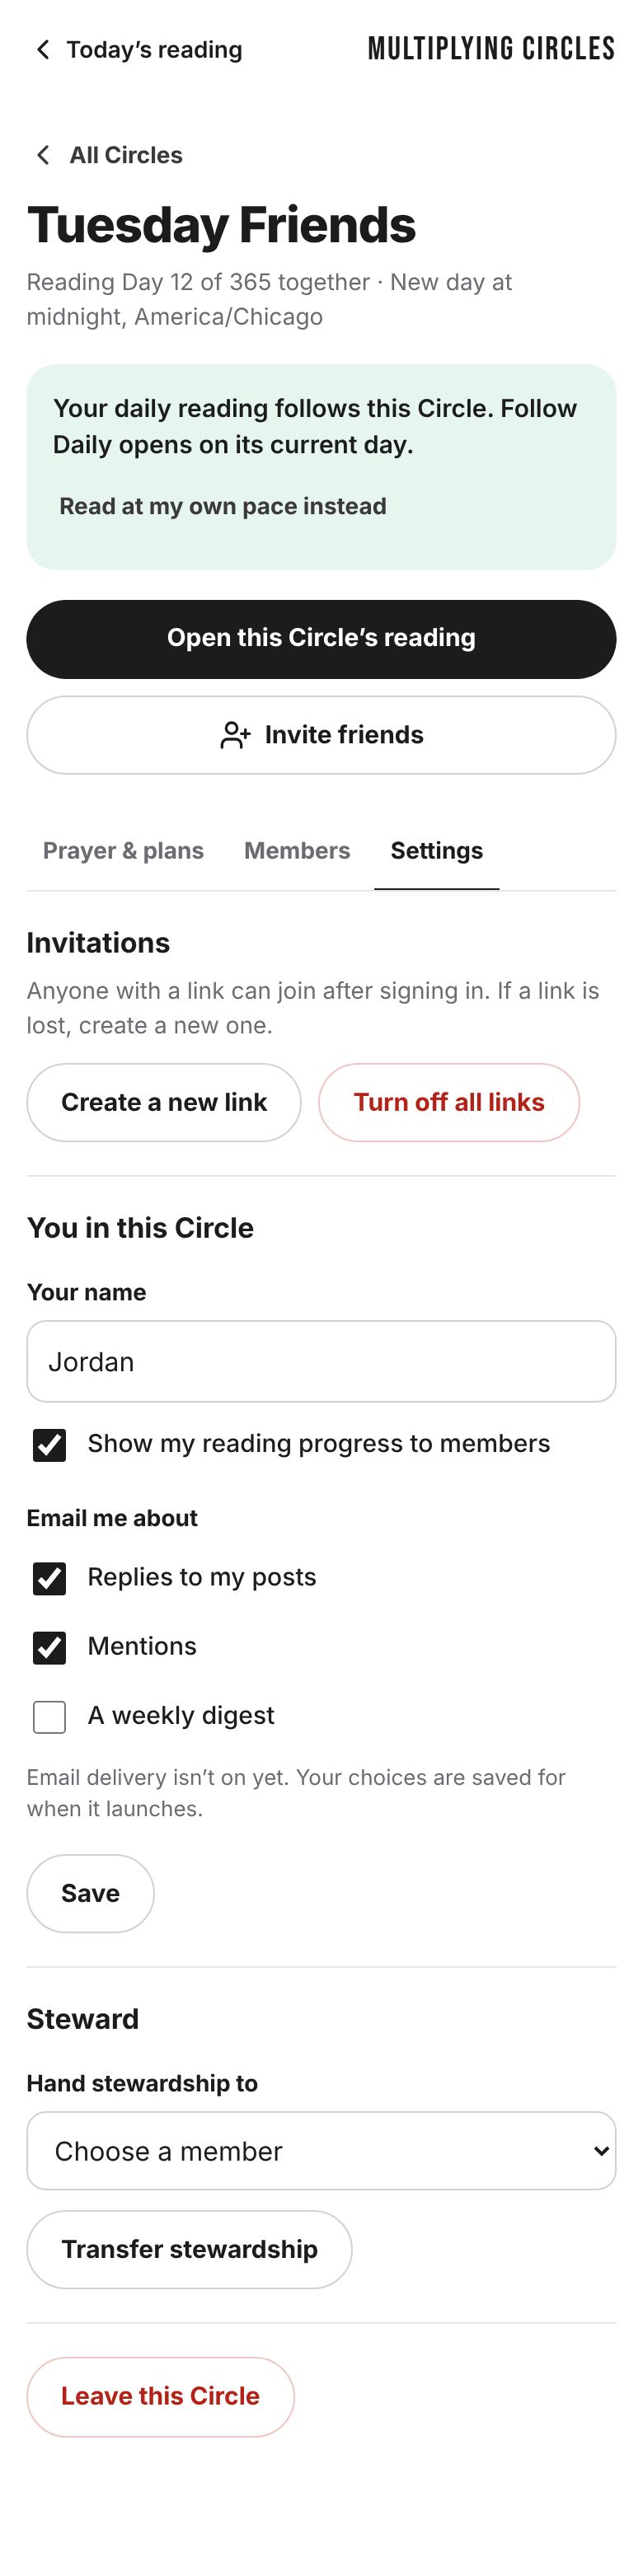 Today’s reading
MULTIPLYING CIRCLES
All Circles
Tuesday Friends
Reading Day 12 of 365 together · New day at
midnight, America/Chicago
Your daily reading follows this Circle. Follow
Daily opens on its current day.
Read at my own pace instead
Open this Circle’s reading
Invite friends
Prayer & plans
Members
Settings
Invitations
Anyone with a link can join after signing in. If a link is
lost, create a new one.
Create a new link
Turn off all links
You in this Circle
Your name
Jordan
Show my reading progress to members
Email me about
Replies to my posts
Mentions
A weekly digest
Email delivery isn’t on yet. Your choices are saved for
when it launches.
Save
Steward
Hand stewardship to
Choose a member
Transfer stewardship
Leave this Circle